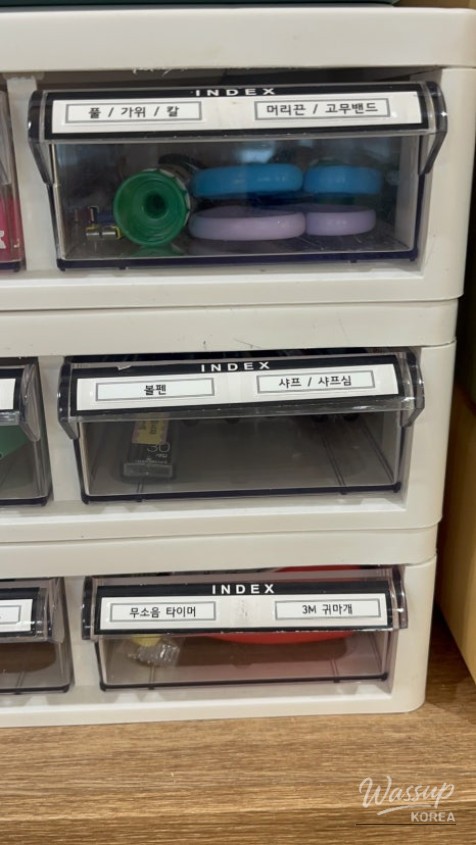 INDEX
풀 / 가위 / 칼
머리끈 / 고무밴드
INDEX
볼펜
샤프 / 샤프심
30
INDEX
무소음 타이머
3M 귀마개
Wassup
KOREA